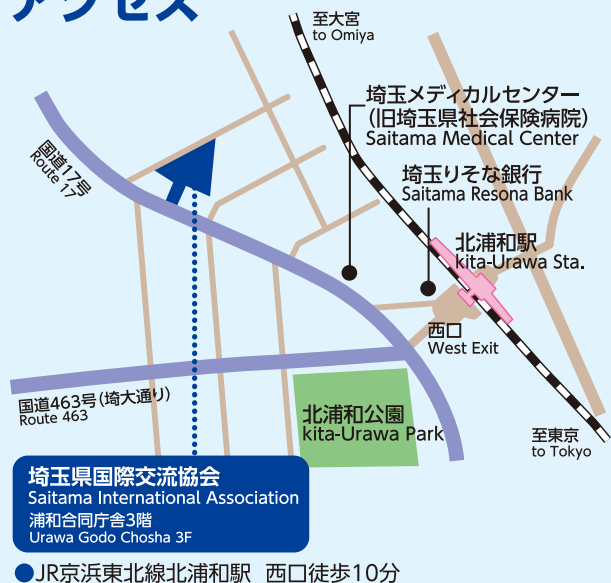 アクセス
至大宮
to Omiya
埼玉メディカルセンター
（旧埼玉県社会保険病院）
Saitama Medical Center
国道17号
Route 17
埼玉りそな銀行
Saitama Resona Bank
北浦和駅
kita-Urawa Sta.
西口
West Exit
国道463号（埼大通り）
Route 463
北浦和公園
kita-Urawa Park
至東京
to Tokyo
埼玉県国際交流協会
Saitama International Association
浦和合同庁舎3階
Urawa Godo Chosha 3F
●JR京浜東北線北浦和駅 西口徒歩10分